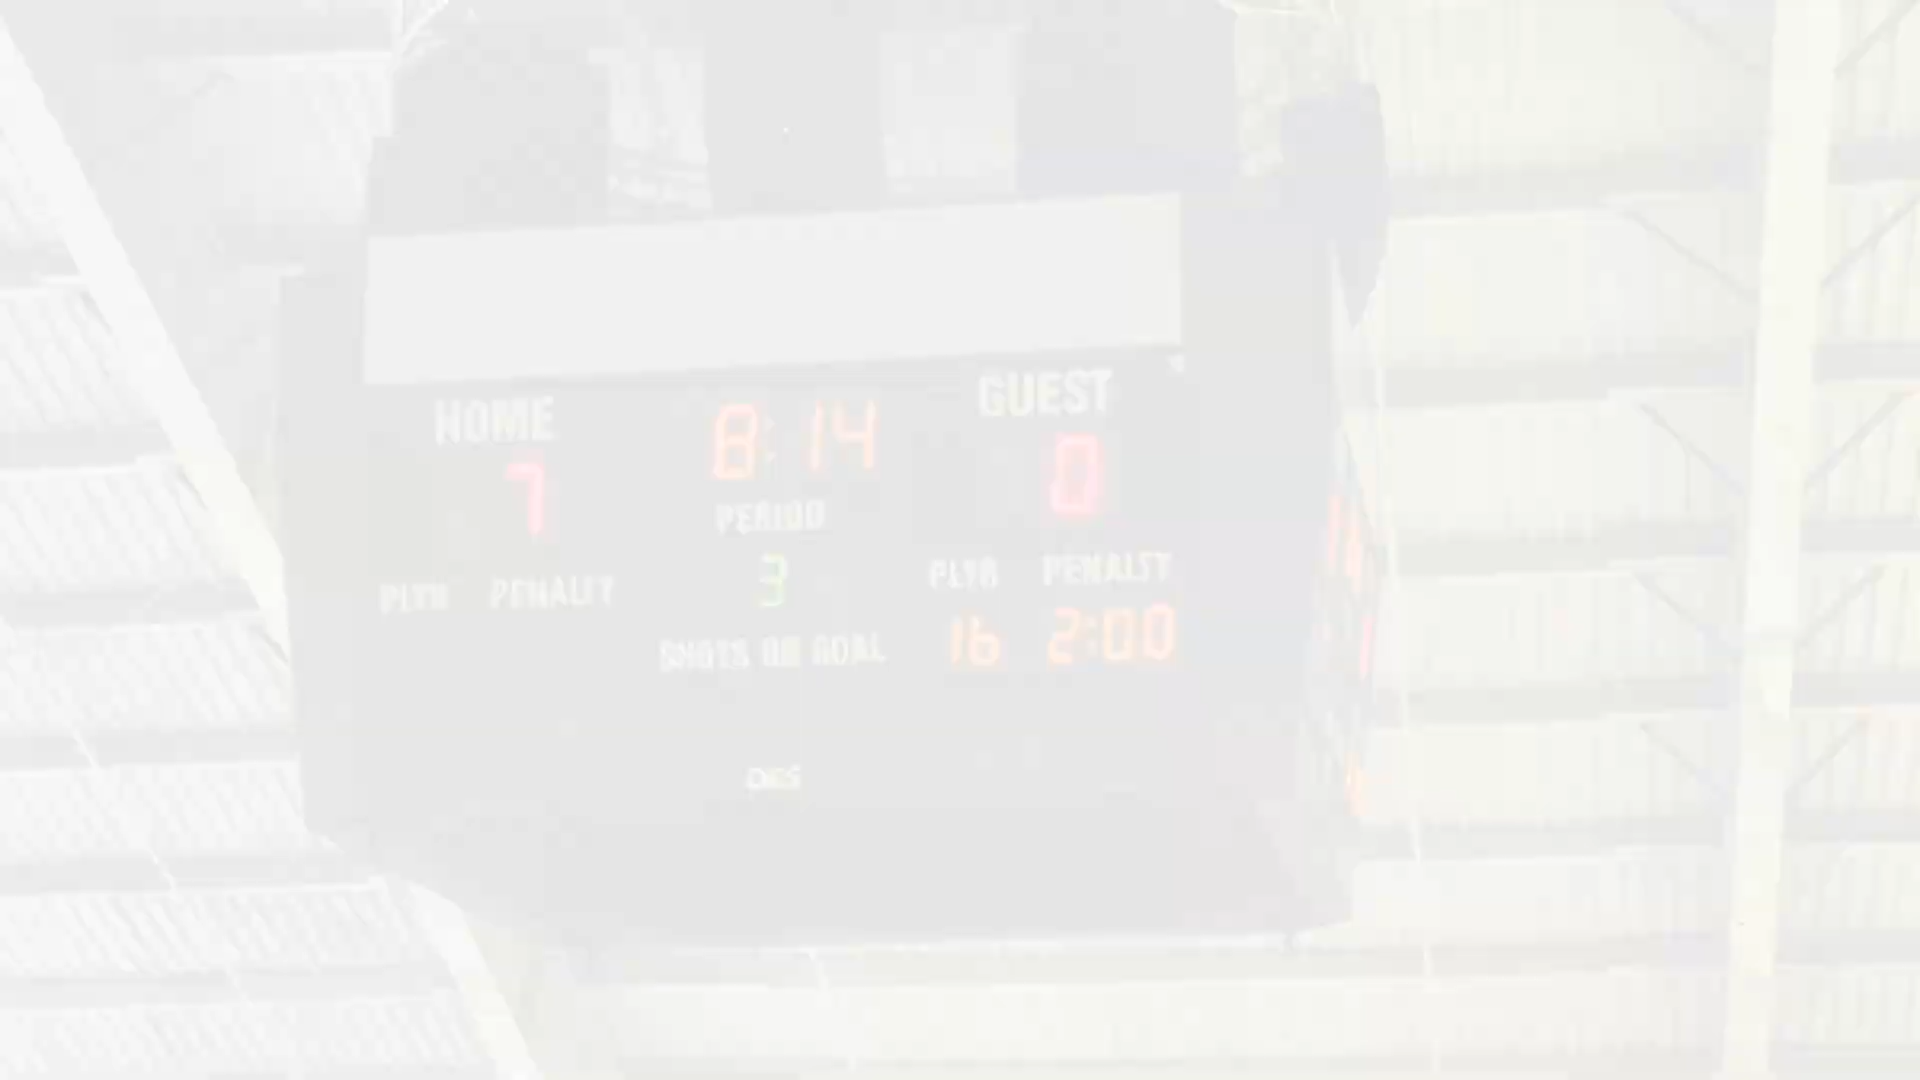 HOME 8:14 GUEST
7 0
PERIOD
PLYR PENALTY 3 PLYR PENALTY
SHOTS ON GOAL 16 2:00